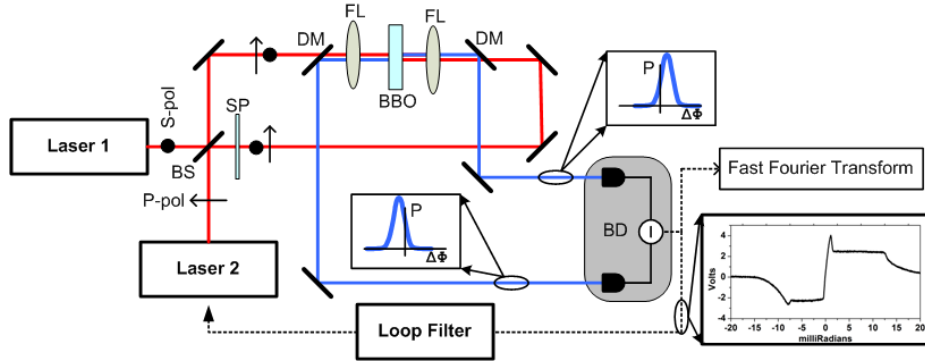 FL
FL
DM
DM
BBO
S-pol
SP
Laser 1
BS
P-pol
Laser 2
P
ΔΦ
P
ΔΦ
BD
I
Fast Fourier Transform
Loop Filter
Volts
4
2
0
-2
-4
-20 -15 -10 -5 0 5 10 15 20
milliRadians